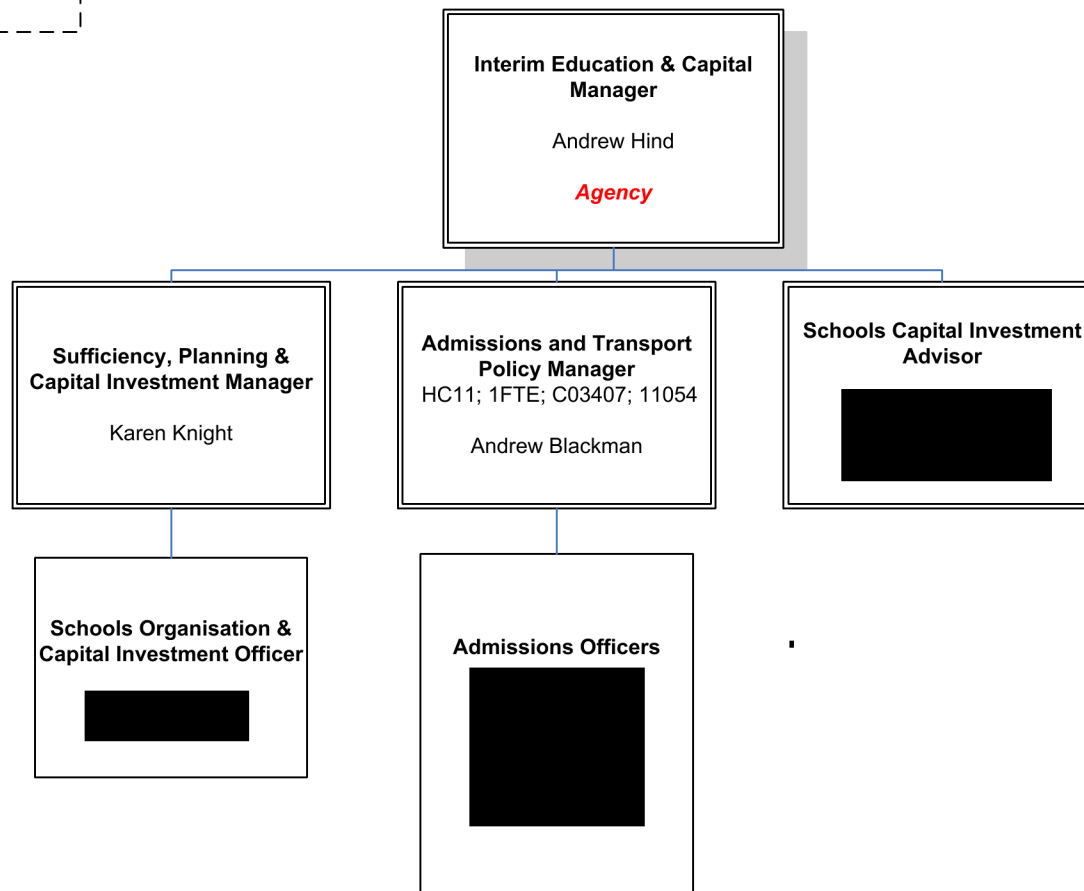 Interim Education & Capital
Manager
Andrew Hind
Agency
Sufficiency, Planning &
Capital Investment Manager
Karen Knight
Admissions and Transport
Policy Manager
HC11; 1FTE; C03407; 11054
Andrew Blackman
Schools Capital Investment
Advisor
Schools Organisation &
Capital Investment Officer
Admissions Officers